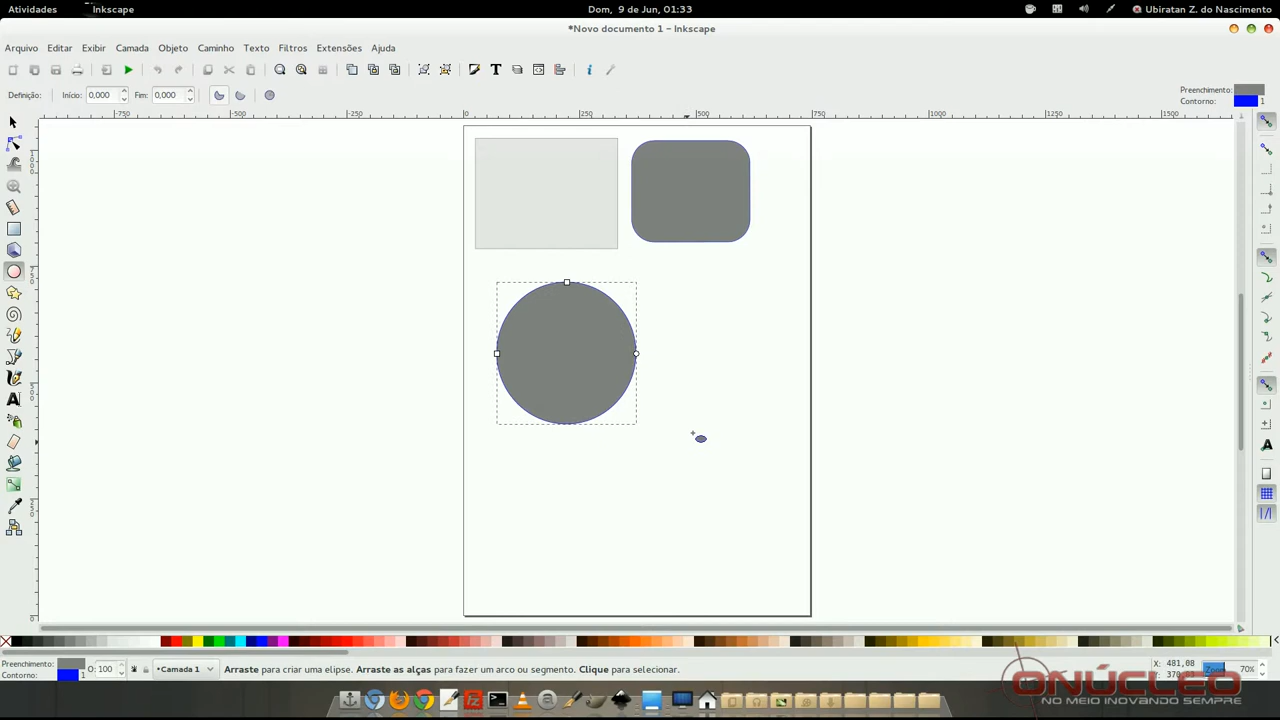 Atividades Inkscape Dom, 9 de Jun, 01:33 Ubiratan Z. do Nascimento
*Novo documento 1 - Inkscape
Arquivo Editar Exibir Camada Objeto Caminho Texto Filtros Extensões Ajuda
Definição: Início: 0,000 Fim: 0,000
Preenchimento:
Contorno: 1
-750 -500 -250 0 250 500 750 1000 1250 1500
Preenchimento:
Contorno: 1
O: 100
Camada 1
Arraste para criar uma elipse. Arraste as alças para fazer um arco ou segmento. Clique para selecionar.
X: 481,08
Zoom: 70%
ONÚCLEO
NO MEIO INOVANDO SEMPRE